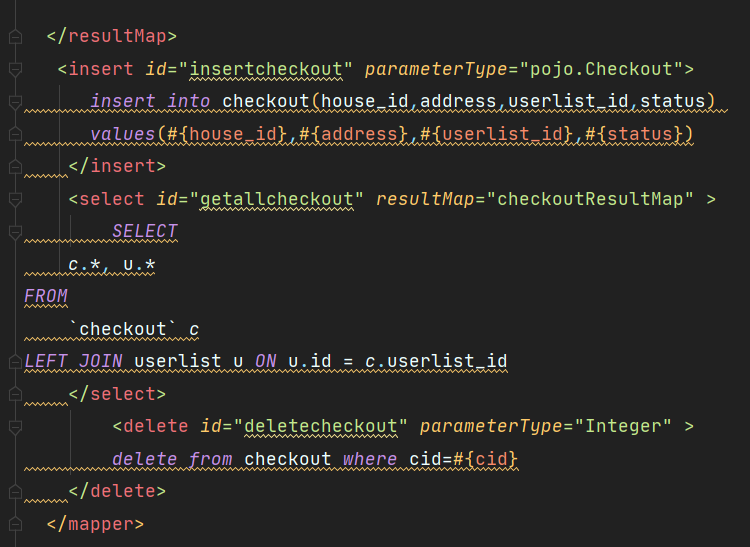 </resultMap>
<insert id="insertcheckout" parameterType="pojo.Checkout">
insert into checkout(house_id,address,userlist_id,status)
values(#{house_id},#{address},#{userlist_id},#{status})
</insert>
<select id="getallcheckout" resultMap="checkoutResultMap" >
SELECT
c.*, u.*
FROM
`checkout` c
LEFT JOIN userlist u ON u.id = c.userlist_id
</select>
<delete id="deletecheckout" parameterType="Integer" >
delete from checkout where cid=#{cid}
</delete>
</mapper>